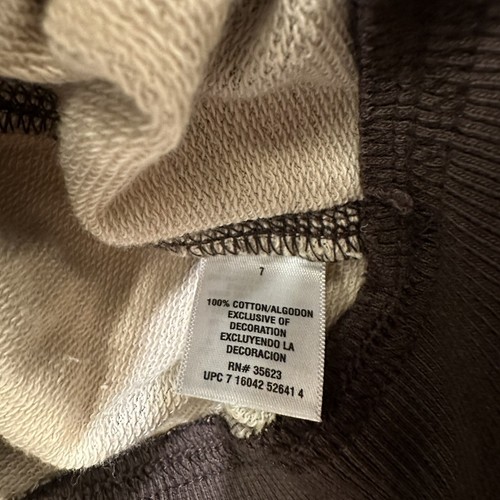 7
100% COTTON/ALGODON
EXCLUSIVE OF
DECORATION
EXCLUYENDO LA
DECORACION
RN# 35623
UPC 7 16042 52641 4